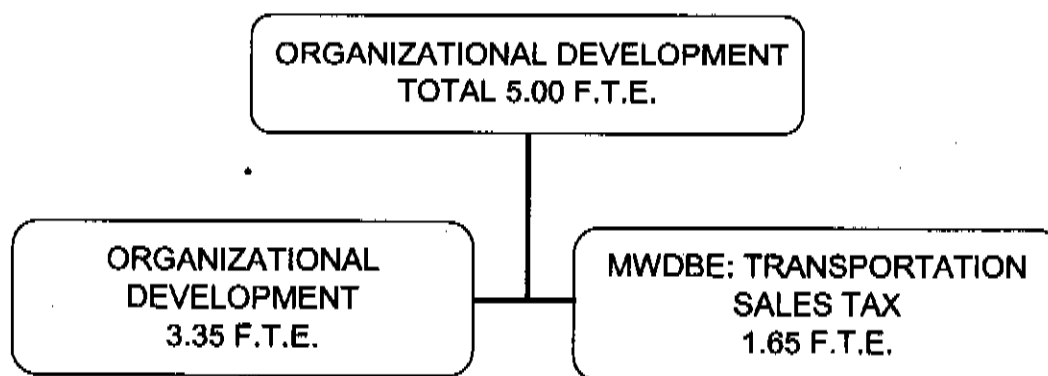 ORGANIZATIONAL DEVELOPMENT
TOTAL 5.00 F.T.E.
ORGANIZATIONAL
DEVELOPMENT
3.35 F.T.E.
MWDBE: TRANSPORTATION
SALES TAX
1.65 F.T.E.